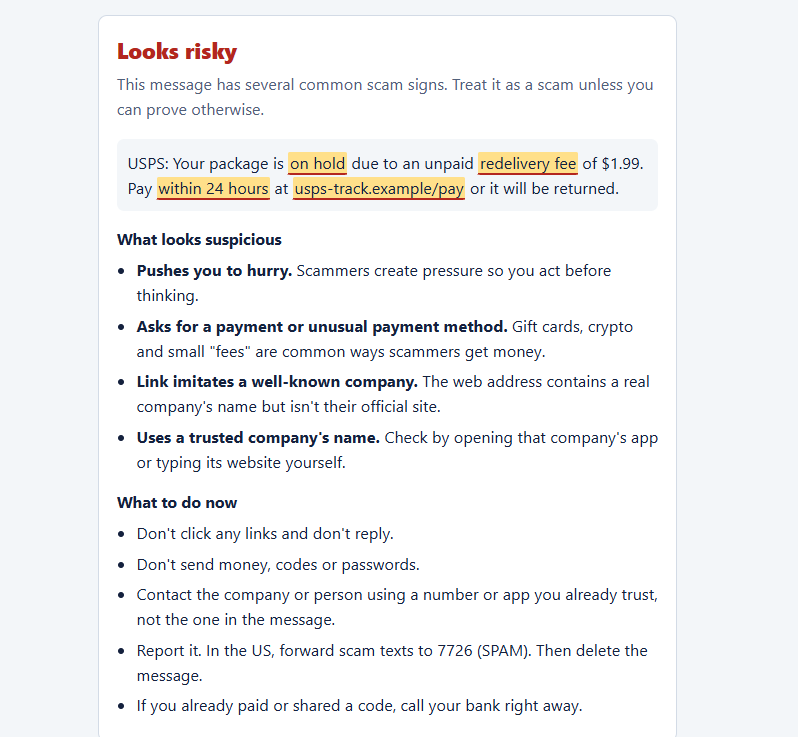 Looks risky
This message has several common scam signs. Treat it as a scam unless you
can prove otherwise.
USPS: Your package is on hold due to an unpaid redelivery fee of $1.99.
Pay within 24 hours at usps-track.example/pay or it will be returned.
What looks suspicious
• Pushes you to hurry. Scammers create pressure so you act before
thinking.
• Asks for a payment or unusual payment method. Gift cards, crypto
and small "fees" are common ways scammers get money.
• Link imitates a well-known company. The web address contains a real
company's name but isn't their official site.
• Uses a trusted company's name. Check by opening that company's app
or typing its website yourself.
What to do now
• Don't click any links and don't reply.
• Don't send money, codes or passwords.
• Contact the company or person using a number or app you already trust,
not the one in the message.
• Report it. In the US, forward scam texts to 7726 (SPAM). Then delete the
message.
• If you already paid or shared a code, call your bank right away.